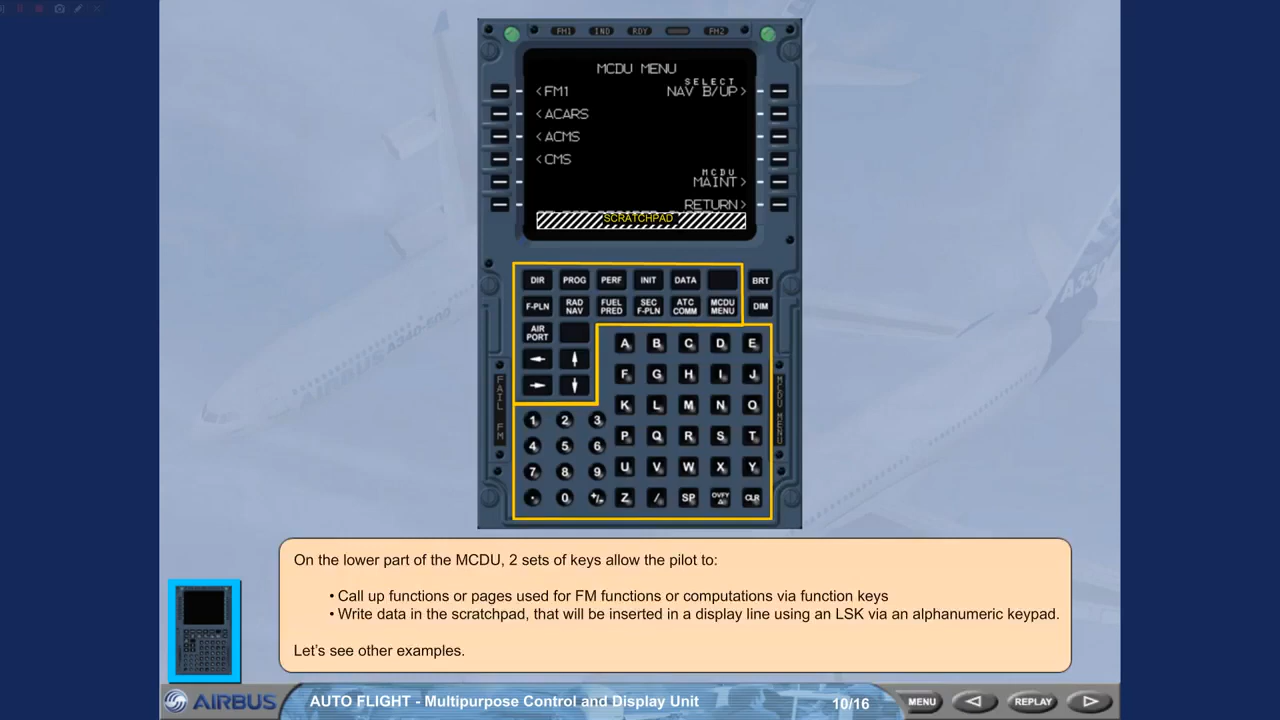 FM1 IND RDY FM2
MCDU MENU
SELECT
<FM1 NAV B/UP>
<ACARS
<ACMS
<CMS
MCDU
MAINT>
RETURN>
SCRATCHPAD
DIR PROG PERF INIT DATA BRT
F-PLN RAD NAV FUEL PRED SEC F-PLN ATC COMM MCDU MENU DIM
AIR PORT
A B C D E
F G H I J
FAIL FM
MCDU MENU
K L M N O
1 2 3
P Q R S T
4 5 6
U V W X Y
7 8 9
. 0 +/- Z / SP OVFY Δ CLR
On the lower part of the MCDU, 2 sets of keys allow the pilot to:
• Call up functions or pages used for FM functions or computations via function keys
• Write data in the scratchpad, that will be inserted in a display line using an LSK via an alphanumeric keypad.
Let's see other examples.
AIRBUS AUTO FLIGHT - Multipurpose Control and Display Unit 10/16 MENU REPLAY